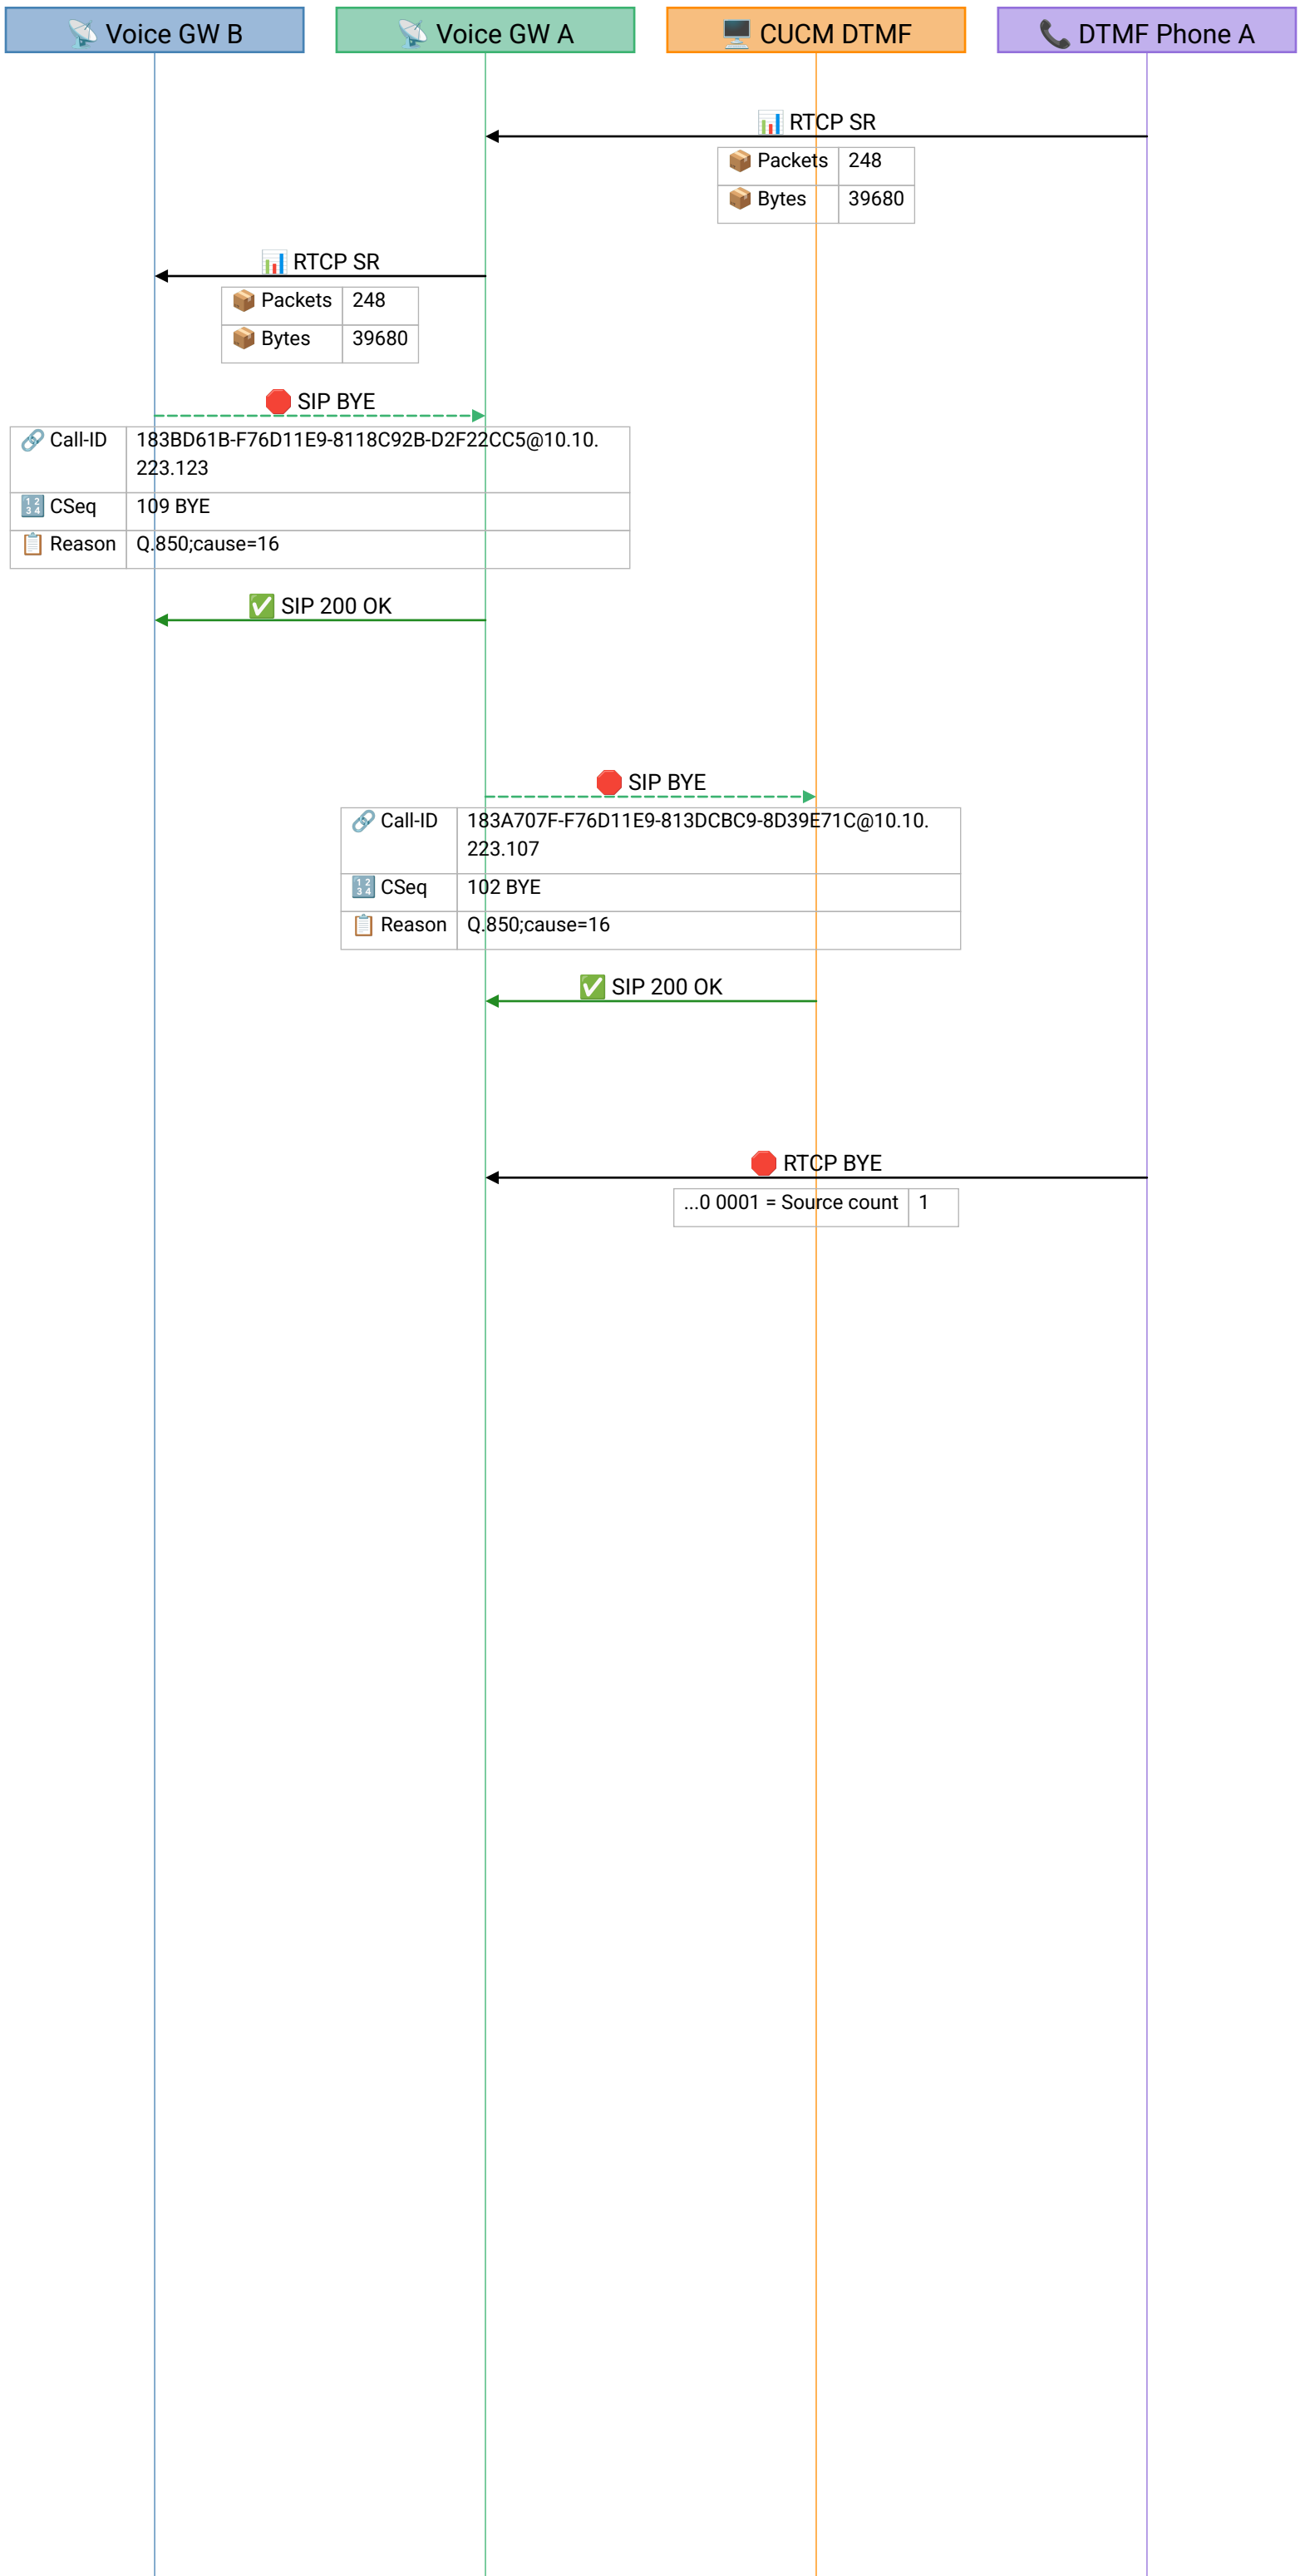 📡 Voice GW B
📡 Voice GW A
🖥️ CUCM DTMF
📞 DTMF Phone A
📊 RTCP SR
📦 Packets 248
📦 Bytes 39680
📊 RTCP SR
📦 Packets 248
📦 Bytes 39680
🛑 SIP BYE
🔗 Call-ID 183BD61B-F76D11E9-8118C92B-D2F22CC5@10.10.
223.123
🔢 CSeq 109 BYE
📋 Reason Q.850;cause=16
✅ SIP 200 OK
🛑 SIP BYE
🔗 Call-ID 183A707F-F76D11E9-813DCBC9-8D39E71C@10.10.
223.107
🔢 CSeq 102 BYE
📋 Reason Q.850;cause=16
✅ SIP 200 OK
🛑 RTCP BYE
...0 0001 = Source count 1